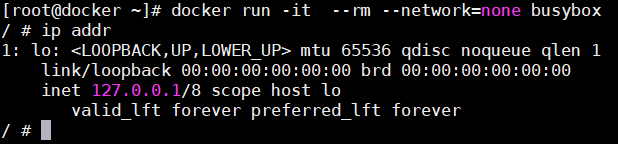 [root@docker ~]# docker run -it  --rm --network=none busybox
/ # ip addr
1: lo: <LOOPBACK,UP,LOWER_UP> mtu 65536 qdisc noqueue qlen 1
    link/loopback 00:00:00:00:00:00 brd 00:00:00:00:00:00
    inet 127.0.0.1/8 scope host lo
       valid_lft forever preferred_lft forever
/ #